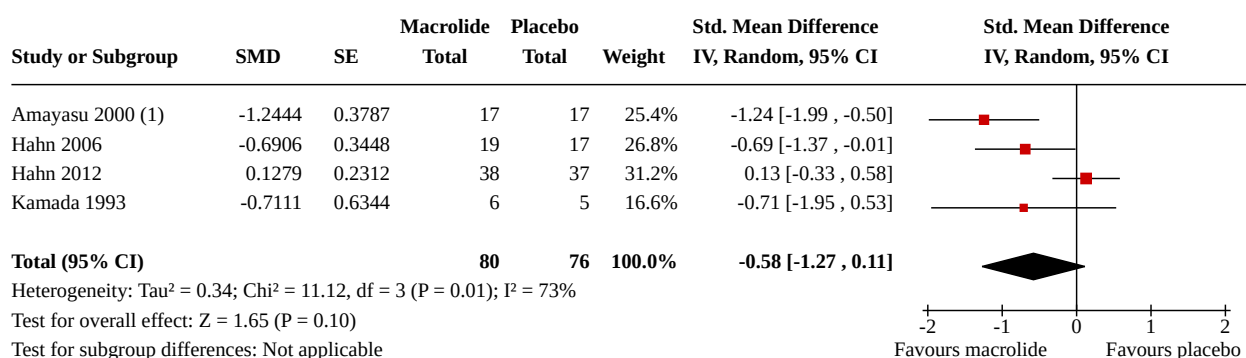 Macrolide Placebo Std. Mean Difference Std. Mean Difference
Study or Subgroup SMD SE Total Total Weight IV, Random, 95% CI IV, Random, 95% CI
Amayasu 2000 (1) -1.2444 0.3787 17 17 25.4% -1.24 [-1.99 , -0.50]
Hahn 2006 -0.6906 0.3448 19 17 26.8% -0.69 [-1.37 , -0.01]
Hahn 2012 0.1279 0.2312 38 37 31.2% 0.13 [-0.33 , 0.58]
Kamada 1993 -0.7111 0.6344 6 5 16.6% -0.71 [-1.95 , 0.53]
Total (95% CI) 80 76 100.0% -0.58 [-1.27 , 0.11]
Heterogeneity: Tau² = 0.34; Chi² = 11.12, df = 3 (P = 0.01); I² = 73%
Test for overall effect: Z = 1.65 (P = 0.10) -2 -1 0 1 2
Test for subgroup differences: Not applicable Favours macrolide Favours placebo